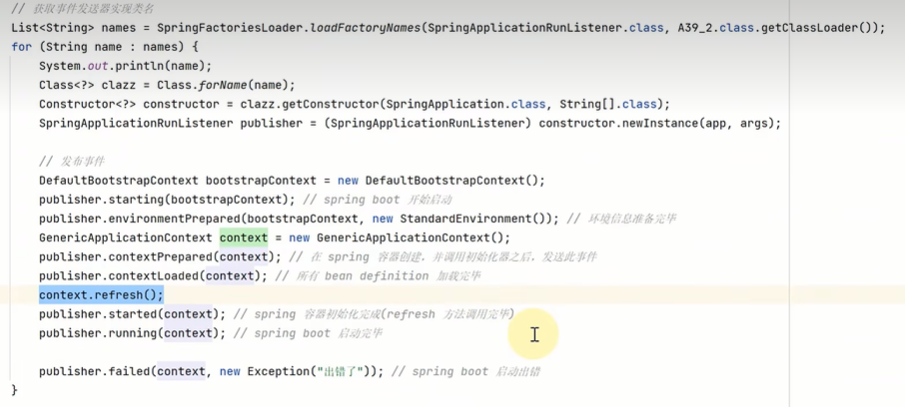 // 获取事件发送器实现类名
List<String> names = SpringFactoriesLoader.loadFactoryNames(SpringApplicationRunListener.class, A39_2.class.getClassLoader());
for (String name : names) {
    System.out.println(name);
    Class<?> clazz = Class.forName(name);
    Constructor<?> constructor = clazz.getConstructor(SpringApplication.class, String[].class);
    SpringApplicationRunListener publisher = (SpringApplicationRunListener) constructor.newInstance(app, args);

    // 发布事件
    DefaultBootstrapContext bootstrapContext = new DefaultBootstrapContext();
    publisher.starting(bootstrapContext); // spring boot 开始启动
    publisher.environmentPrepared(bootstrapContext, new StandardEnvironment()); // 环境信息准备完毕
    GenericApplicationContext context = new GenericApplicationContext();
    publisher.contextPrepared(context); // 在 spring 容器创建，并调用初始化器之后，发送此事件
    publisher.contextLoaded(context); // 所有 bean definition 加载完毕
    context.refresh();
    publisher.started(context); // spring 容器初始化完成(refresh 方法调用完毕)
    publisher.running(context); // spring boot 启动完毕

    publisher.failed(context, new Exception("出错了")); // spring boot 启动出错
}